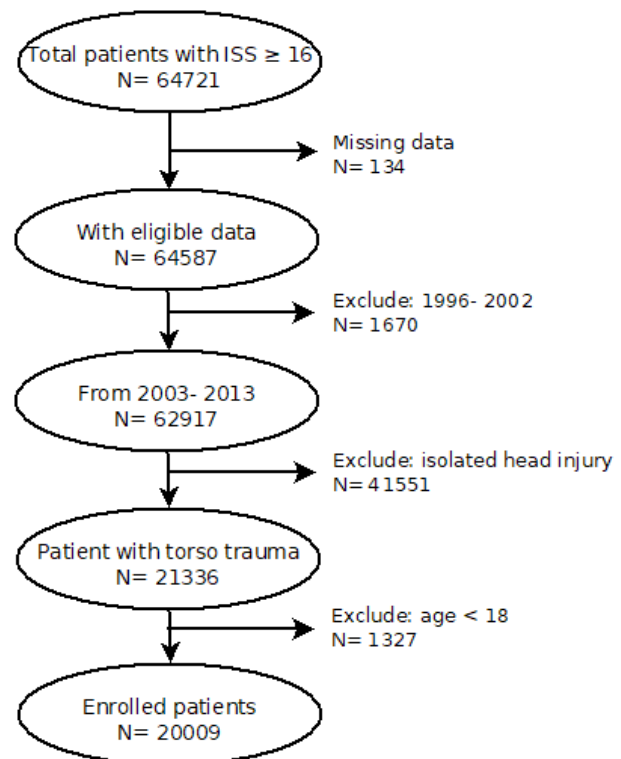 Total patients with ISS ≥ 16
N= 64721
Missing data
N= 134
With eligible data
N= 64587
Exclude: 1996- 2002
N= 1670
From 2003- 2013
N= 62917
Exclude: isolated head injury
N= 41551
Patient with torso trauma
N= 21336
Exclude: age < 18
N= 1327
Enrolled patients
N= 20009